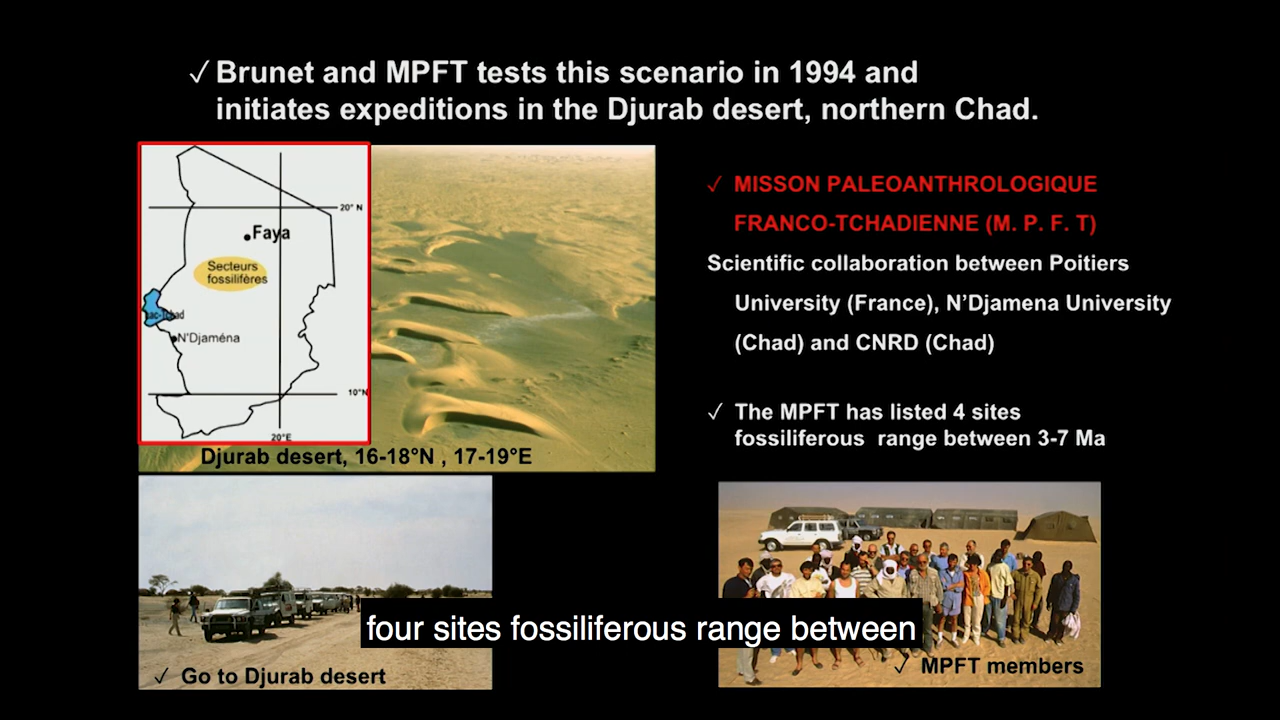 ✓ Brunet and MPFT tests this scenario in 1994 and
initiates expeditions in the Djurab desert, northern Chad.
20° N
Faya
Secteurs
fossilifères
Lac-Tchad
N'Djaména
10°N
20°E
Djurab desert, 16-18°N , 17-19°E
✓ MISSON PALEOANTHROLOGIQUE
FRANCO-TCHADIENNE (M. P. F. T)
Scientific collaboration between Poitiers
University (France), N'Djamena University
(Chad) and CNRD (Chad)
✓ The MPFT has listed 4 sites
fossiliferous range between 3-7 Ma
four sites fossiliferous range between
✓ Go to Djurab desert
✓ MPFT members